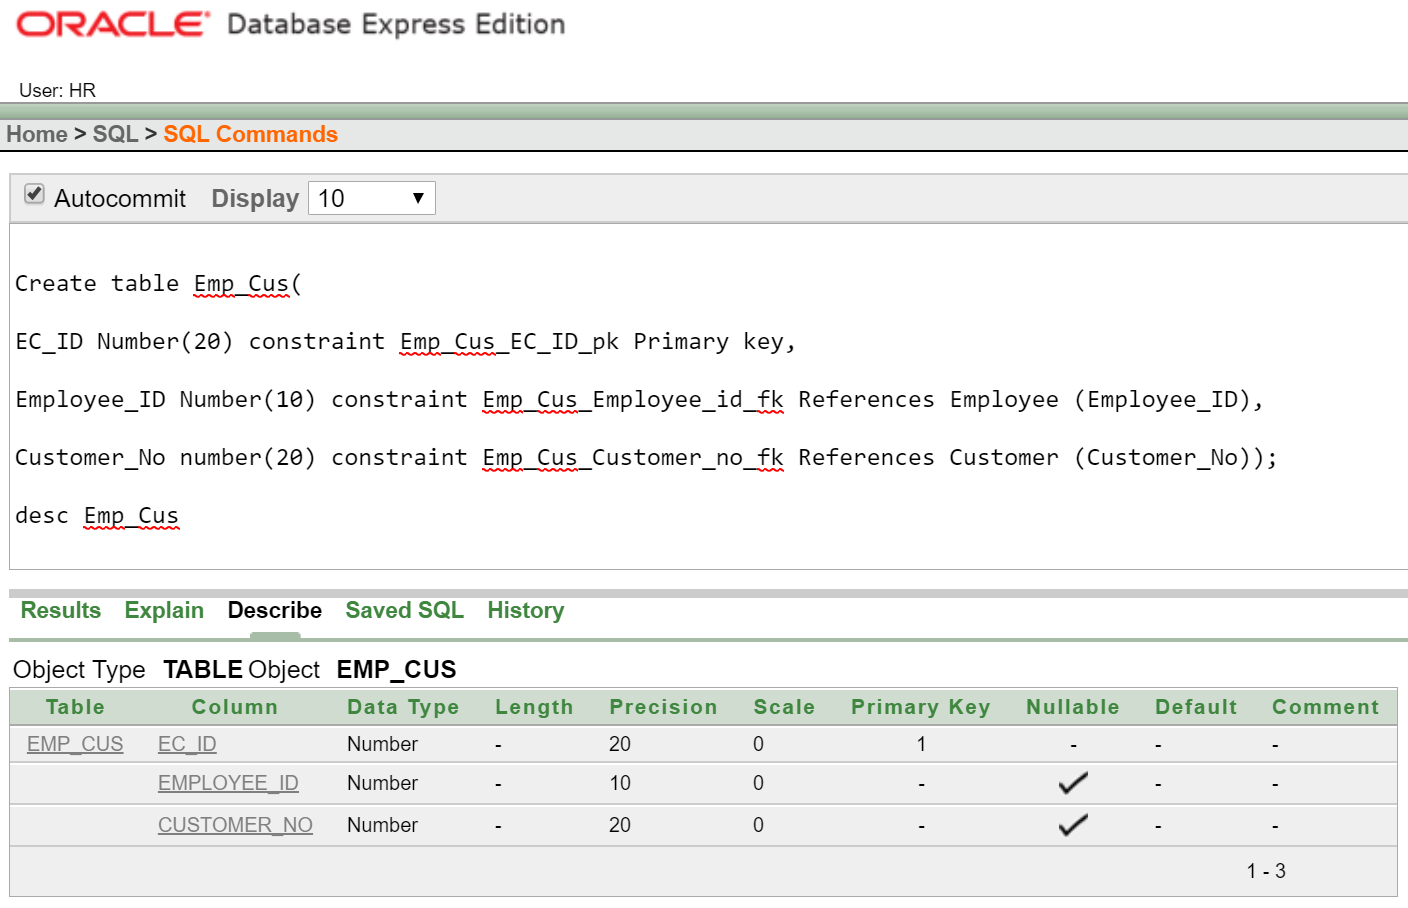 ORACLE Database Express Edition
User: HR
Home > SQL > SQL Commands
Autocommit Display 10
Create table Emp_Cus(
EC_ID Number(20) constraint Emp_Cus_EC_ID_pk Primary key,
Employee_ID Number(10) constraint Emp_Cus_Employee_id_fk References Employee (Employee_ID),
Customer_No number(20) constraint Emp_Cus_Customer_no_fk References Customer (Customer_No));
desc Emp_Cus
Results Explain Describe Saved SQL History
Object Type TABLE Object EMP_CUS
Table Column Data Type Length Precision Scale Primary Key Nullable Default Comment
EMP_CUS EC_ID Number - 20 0 1 - - -
EMPLOYEE_ID Number - 10 0 - - -
CUSTOMER_NO Number - 20 0 - - -
1 - 3